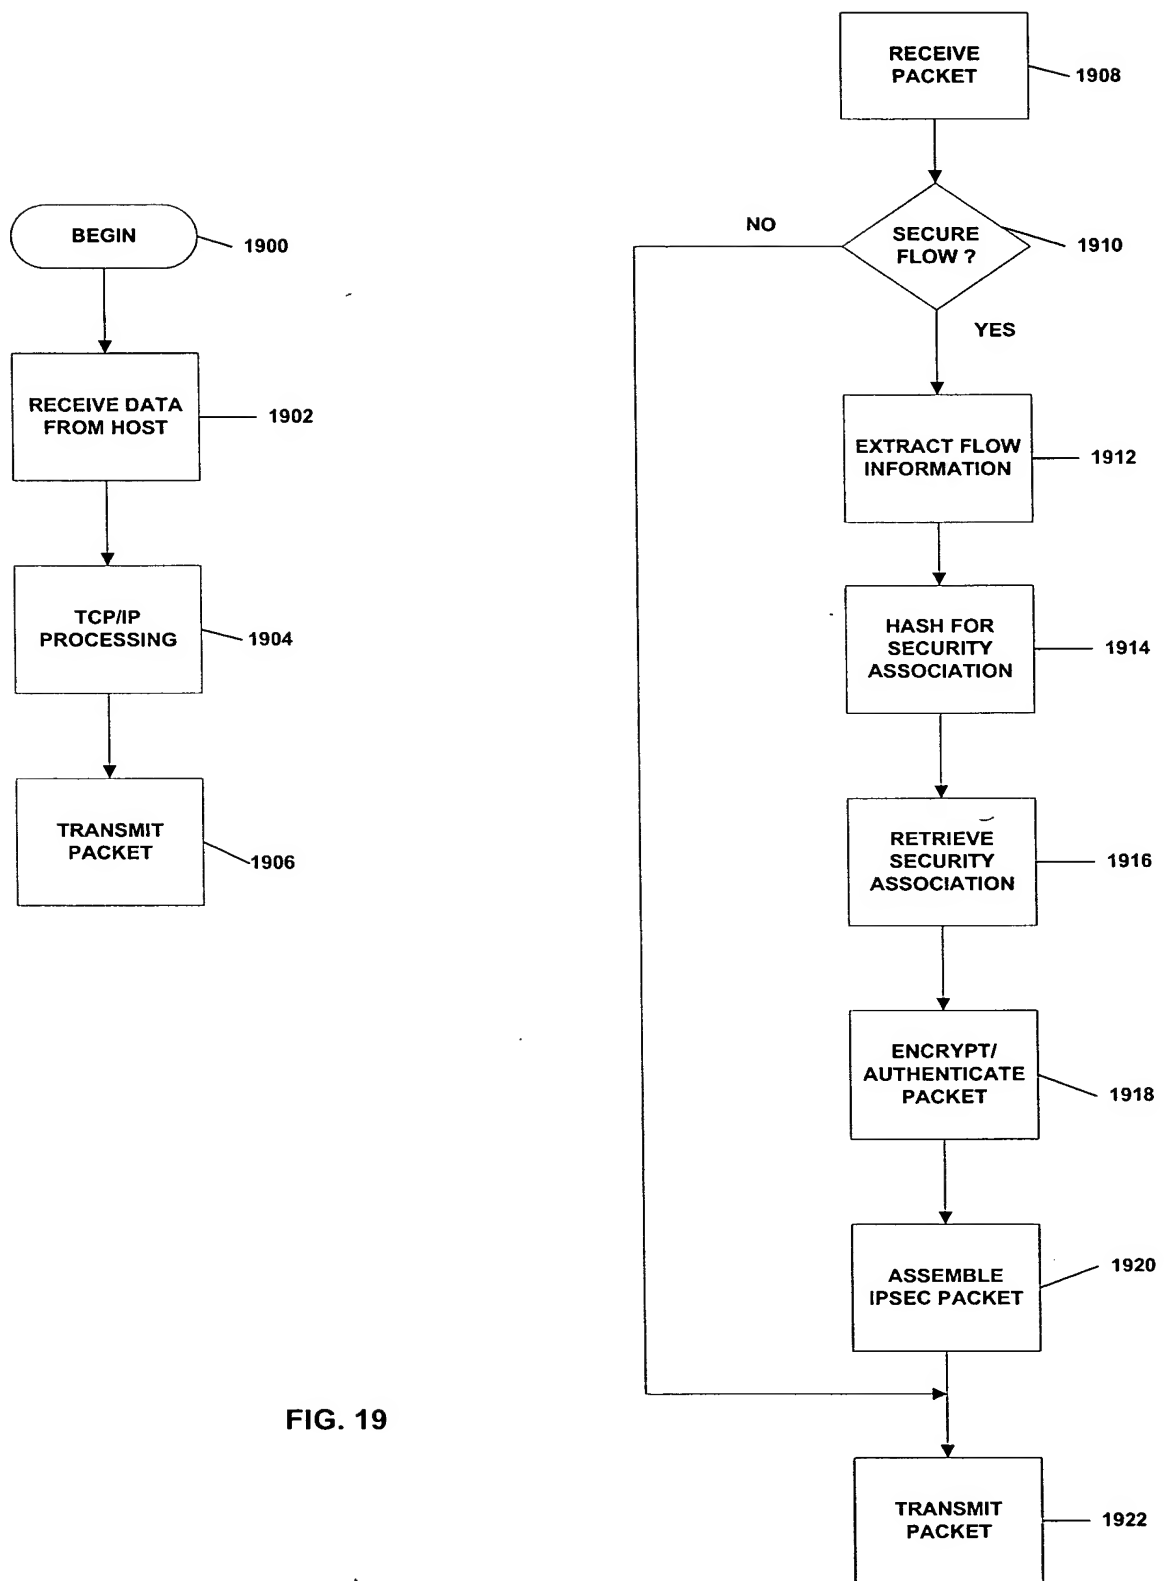 BEGIN
1900
RECEIVE DATA
FROM HOST
1902
TCP/IP
PROCESSING
1904
TRANSMIT
PACKET
1906
RECEIVE
PACKET
1908
SECURE
FLOW ?
1910
NO
YES
EXTRACT FLOW
INFORMATION
1912
HASH FOR
SECURITY
ASSOCIATION
1914
RETRIEVE
SECURITY
ASSOCIATION
1916
ENCRYPT/
AUTHENTICATE
PACKET
1918
ASSEMBLE
IPSEC PACKET
1920
TRANSMIT
PACKET
1922
FIG. 19